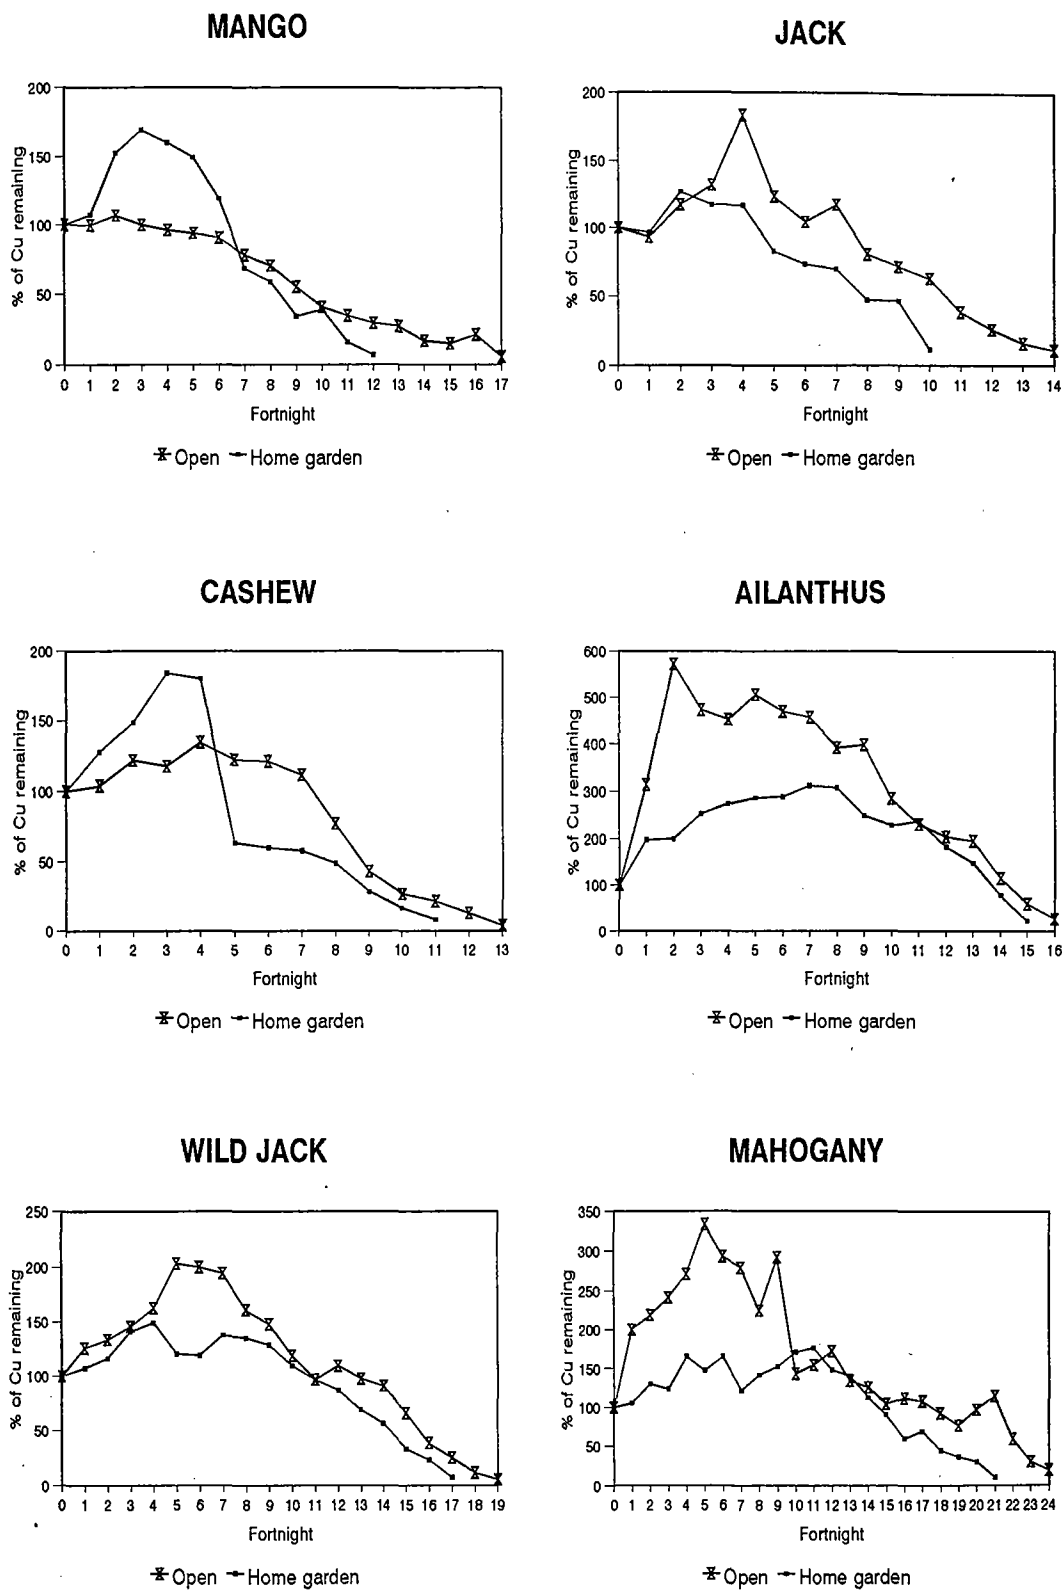 MANGO
200
150
100
50
0
% of Cu remaining
0 1 2 3 4 5 6 7 8 9 10 11 12 13 14 15 16 17
Fortnight
Open Home garden
JACK
200
150
100
50
0
% of Cu remaining
0 1 2 3 4 5 6 7 8 9 10 11 12 13 14
Fortnight
Open Home garden
CASHEW
200
150
100
50
0
% of Cu remaining
0 1 2 3 4 5 6 7 8 9 10 11 12 13
Fortnight
Open Home garden
AILANTHUS
600
500
400
300
200
100
0
% of Cu remaining
0 1 2 3 4 5 6 7 8 9 10 11 12 13 14 15 16
Fortnight
Open Home garden
WILD JACK
250
200
150
100
50
0
% of Cu remaining
0 1 2 3 4 5 6 7 8 9 10 11 12 13 14 15 16 17 18 19
Fortnight
Open Home garden
MAHOGANY
350
300
250
200
150
100
50
0
% of Cu remaining
0 1 2 3 4 5 6 7 8 9 10 11 12 13 14 15 16 17 18 19 20 21 22 23 24
Fortnight
Open Home garden